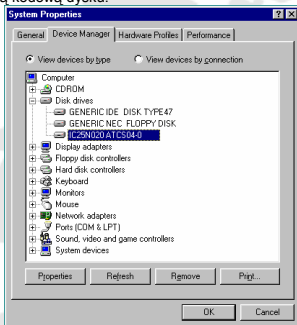 ą kodową dysku.
System Properties
General Device Manager Hardware Profiles Performance
View devices by type View devices by connection
Computer
CDROM
Disk drives
GENERIC IDE DISK TYPE47
GENERIC NEC FLOPPY DISK
IC25N020 ATCS04-0
Display adapters
Floppy disk controllers
Hard disk controllers
Keyboard
Monitors
Mouse
Network adapters
Ports (COM & LPT)
Sound, video and game controllers
System devices
Properties Refresh Remove Print...
OK Cancel